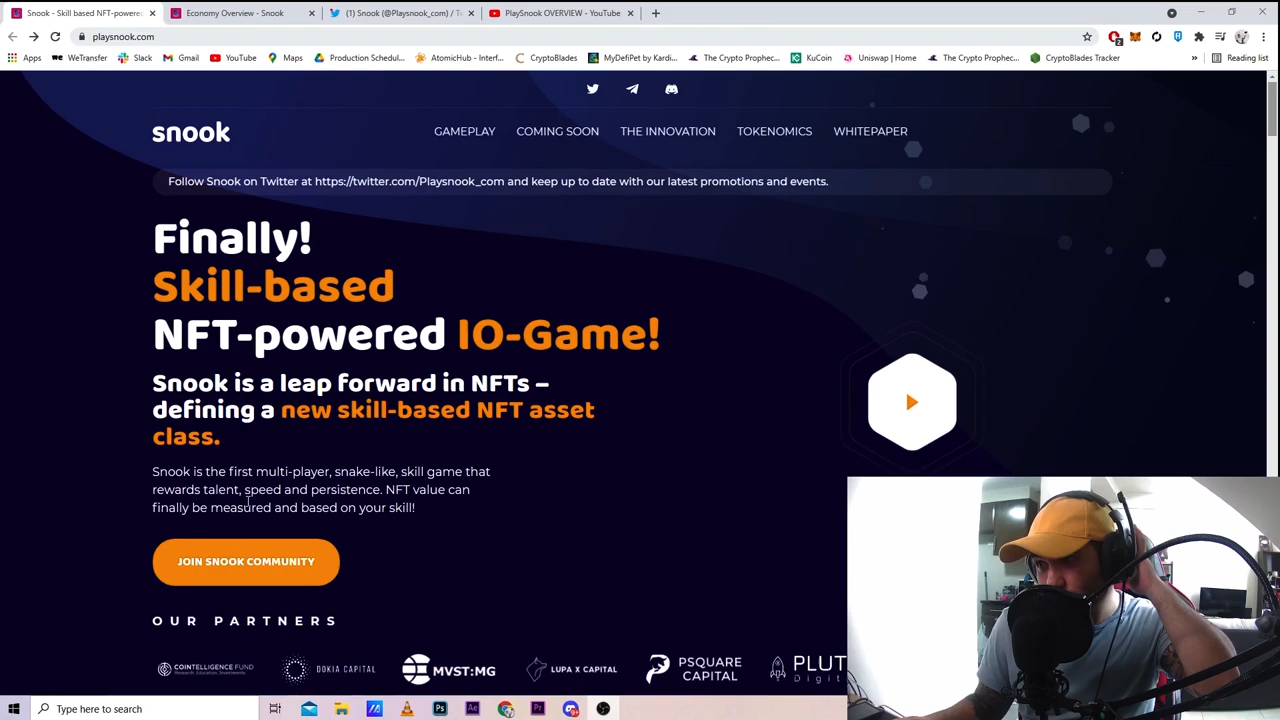 Snook - Skill based NFT-powere
Economy Overview - Snook
(1) Snook (@Playsnook_com) / Tw
PlaySnook OVERVIEW - YouTube
playsnook.com
2
Apps
WeTransfer
Slack
Gmail
YouTube
Maps
Production Schedul...
AtomicHub - Interf...
CryptoBlades
MyDefiPet by Kardi...
The Crypto Prophec...
KuCoin
Uniswap | Home
The Crypto Prophec...
CryptoBlades Tracker
»
Reading list
snook
GAMEPLAY
COMING SOON
THE INNOVATION
TOKENOMICS
WHITEPAPER
Follow Snook on Twitter at https://twitter.com/Playsnook_com and keep up to date with our latest promotions and events.
Finally!
Skill-based
NFT-powered IO-Game!
Snook is a leap forward in NFTs –
defining a new skill-based NFT asset
class.
Snook is the first multi-player, snake-like, skill game that
rewards talent, speed and persistence. NFT value can
finally be measured and based on your skill!
JOIN SNOOK COMMUNITY
OUR PARTNERS
COINTELLIGENCE FUND
DOKIA CAPITAL
MVST:MG
LUPA X CAPITAL
PSQUARE
CAPITAL
PLUT
Digit
Type here to search
Ps
Ae
Pr